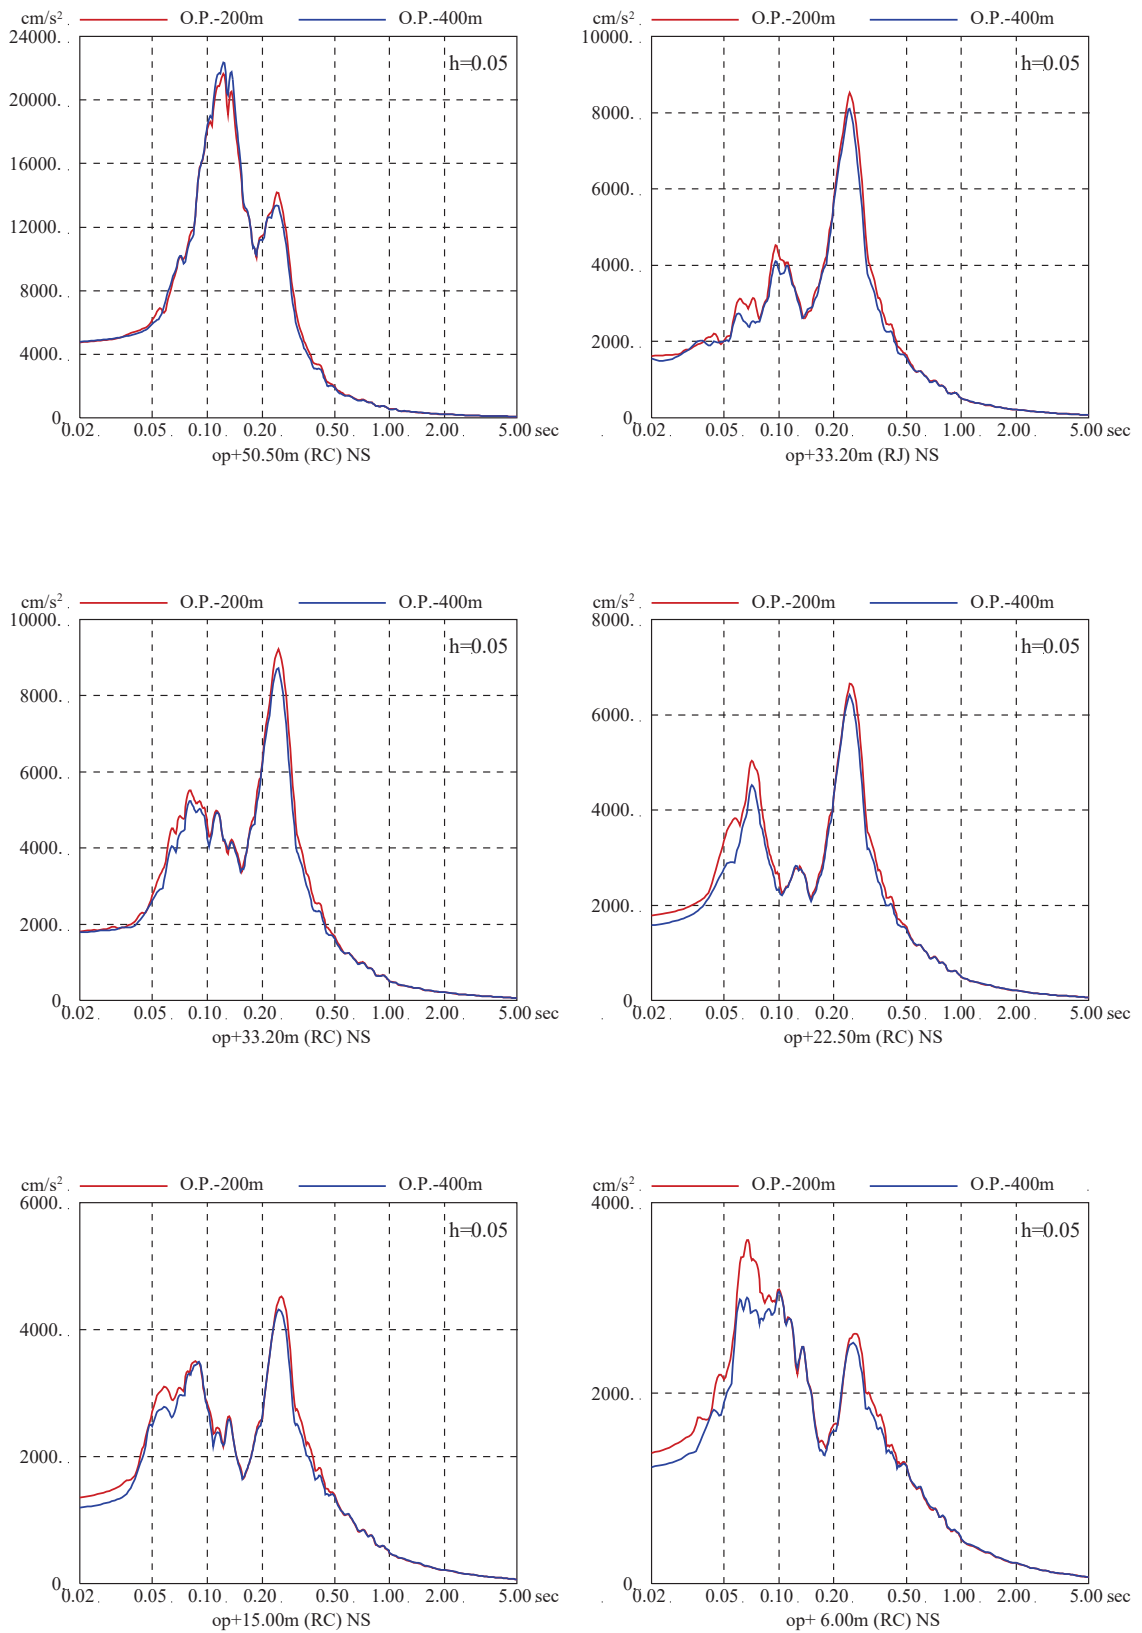 cm/s² O.P.-200m O.P.-400m
24000.
h=0.05
20000.
16000.
12000.
8000.
4000.
0.
0.02 0.05 0.10 0.20 0.50 1.00 2.00 5.00 sec
op+50.50m (RC) NS
cm/s² O.P.-200m O.P.-400m
10000.
h=0.05
8000.
6000.
4000.
2000.
0.
0.02 0.05 0.10 0.20 0.50 1.00 2.00 5.00 sec
op+33.20m (RJ) NS
cm/s² O.P.-200m O.P.-400m
10000.
h=0.05
8000.
6000.
4000.
2000.
0.
0.02 0.05 0.10 0.20 0.50 1.00 2.00 5.00 sec
op+33.20m (RC) NS
cm/s² O.P.-200m O.P.-400m
8000.
h=0.05
6000.
4000.
2000.
0.
0.02 0.05 0.10 0.20 0.50 1.00 2.00 5.00 sec
op+22.50m (RC) NS
cm/s² O.P.-200m O.P.-400m
6000.
h=0.05
4000.
2000.
0.
0.02 0.05 0.10 0.20 0.50 1.00 2.00 5.00 sec
op+15.00m (RC) NS
cm/s² O.P.-200m O.P.-400m
4000.
h=0.05
2000.
0.
0.02 0.05 0.10 0.20 0.50 1.00 2.00 5.00 sec
op+ 6.00m (RC) NS